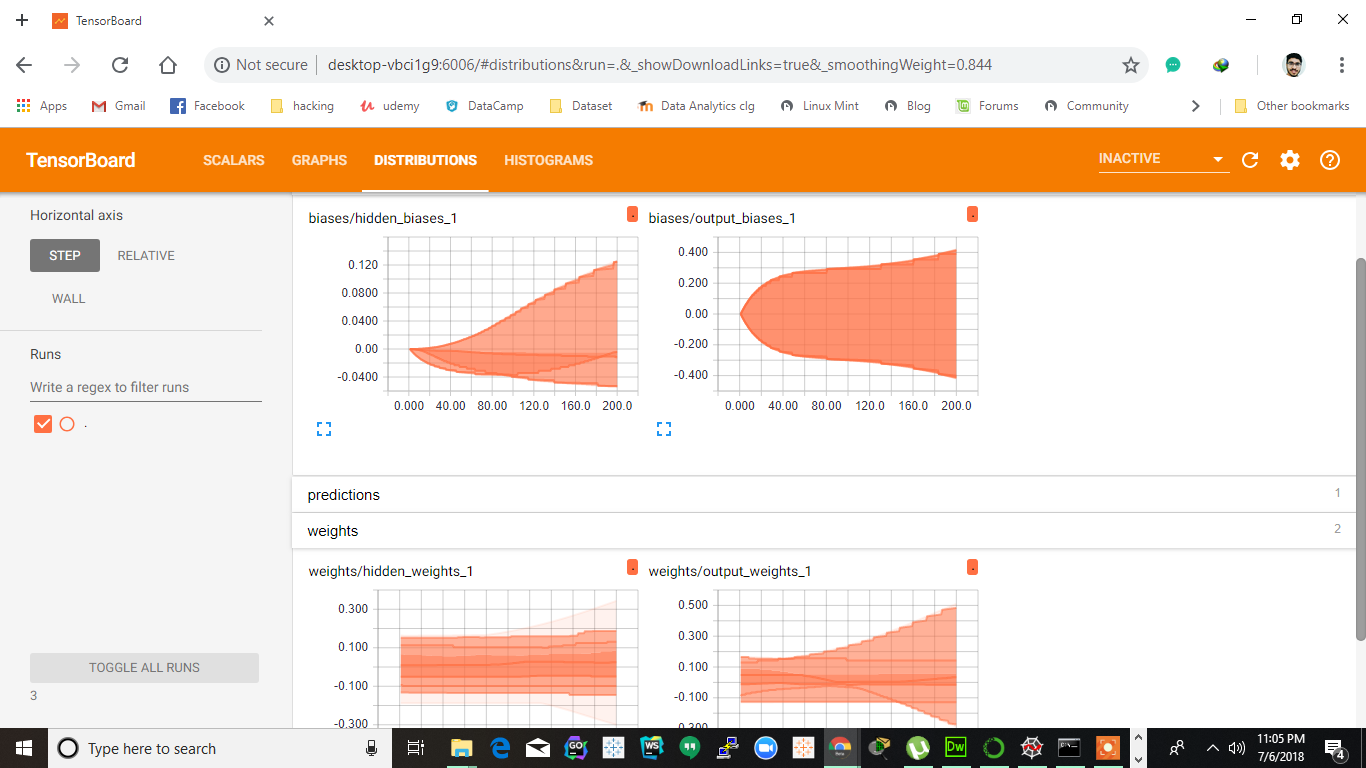 TensorBoard
Not secure desktop-vbci1g9:6006/#distributions&run=.&_showDownloadLinks=true&_smoothingWeight=0.844
Apps Gmail Facebook hacking udemy DataCamp Dataset Data Analytics clg Linux Mint Blog Forums Community Other bookmarks
TensorBoard SCALARS GRAPHS DISTRIBUTIONS HISTOGRAMS INACTIVE
Horizontal axis
STEP RELATIVE
WALL
Runs
Write a regex to filter runs
.
TOGGLE ALL RUNS
3
biases/hidden_biases_1
.
0.120
0.0800
0.0400
0.00
-0.0400
0.000 40.00 80.00 120.0 160.0 200.0
biases/output_biases_1
.
0.400
0.200
0.00
-0.200
-0.400
0.000 40.00 80.00 120.0 160.0 200.0
predictions 1
weights 2
weights/hidden_weights_1
.
0.300
0.100
-0.100
-0.300
weights/output_weights_1
.
0.500
0.300
0.100
-0.100
Type here to search
GO
WS
Dw
11:05 PM
7/6/2018
4